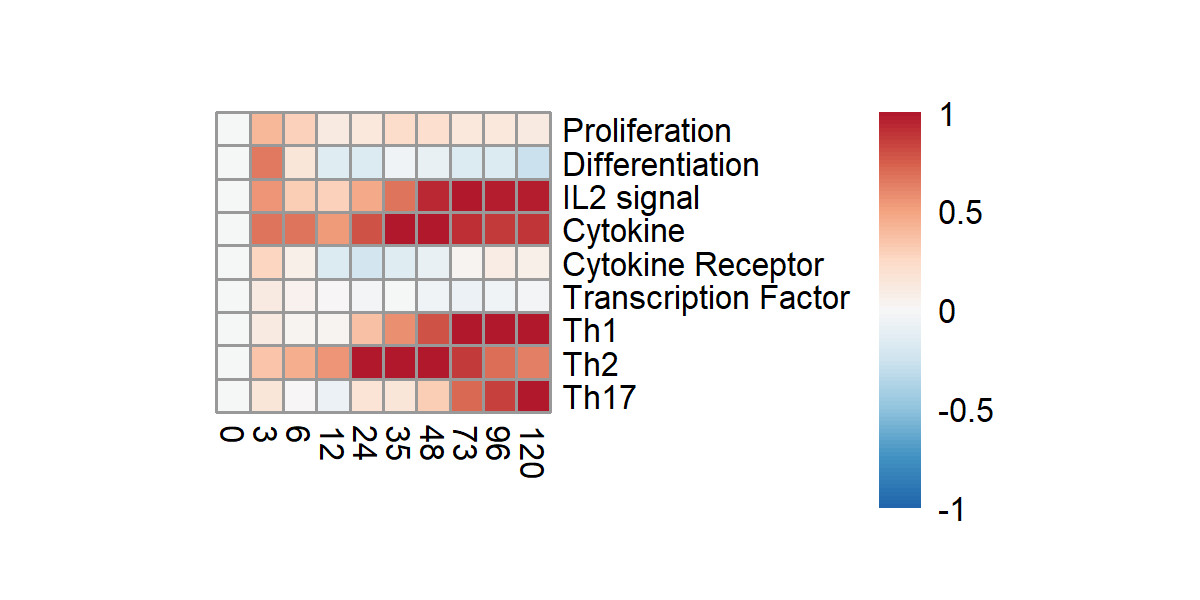 Proliferation
Differentiation
IL2 signal
Cytokine
Cytokine Receptor
Transcription Factor
Th1
Th2
Th17
0 3 6 12 24 35 48 73 96 120
1
0.5
0
-0.5
-1